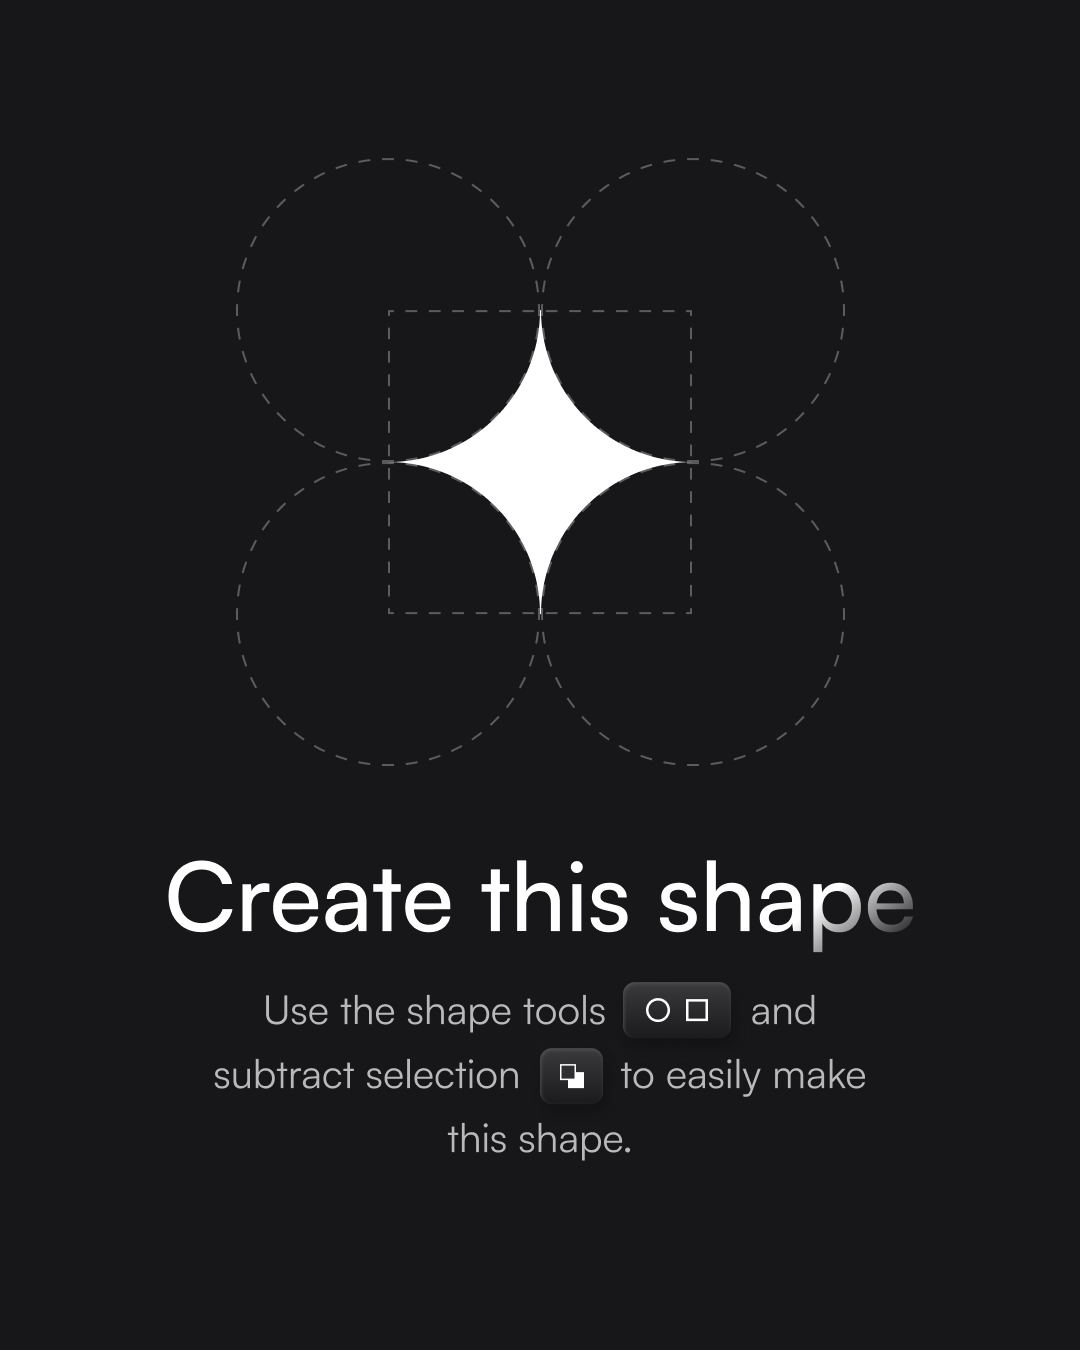 Create this shape
Use the shape tools and
subtract selection to easily make
this shape.